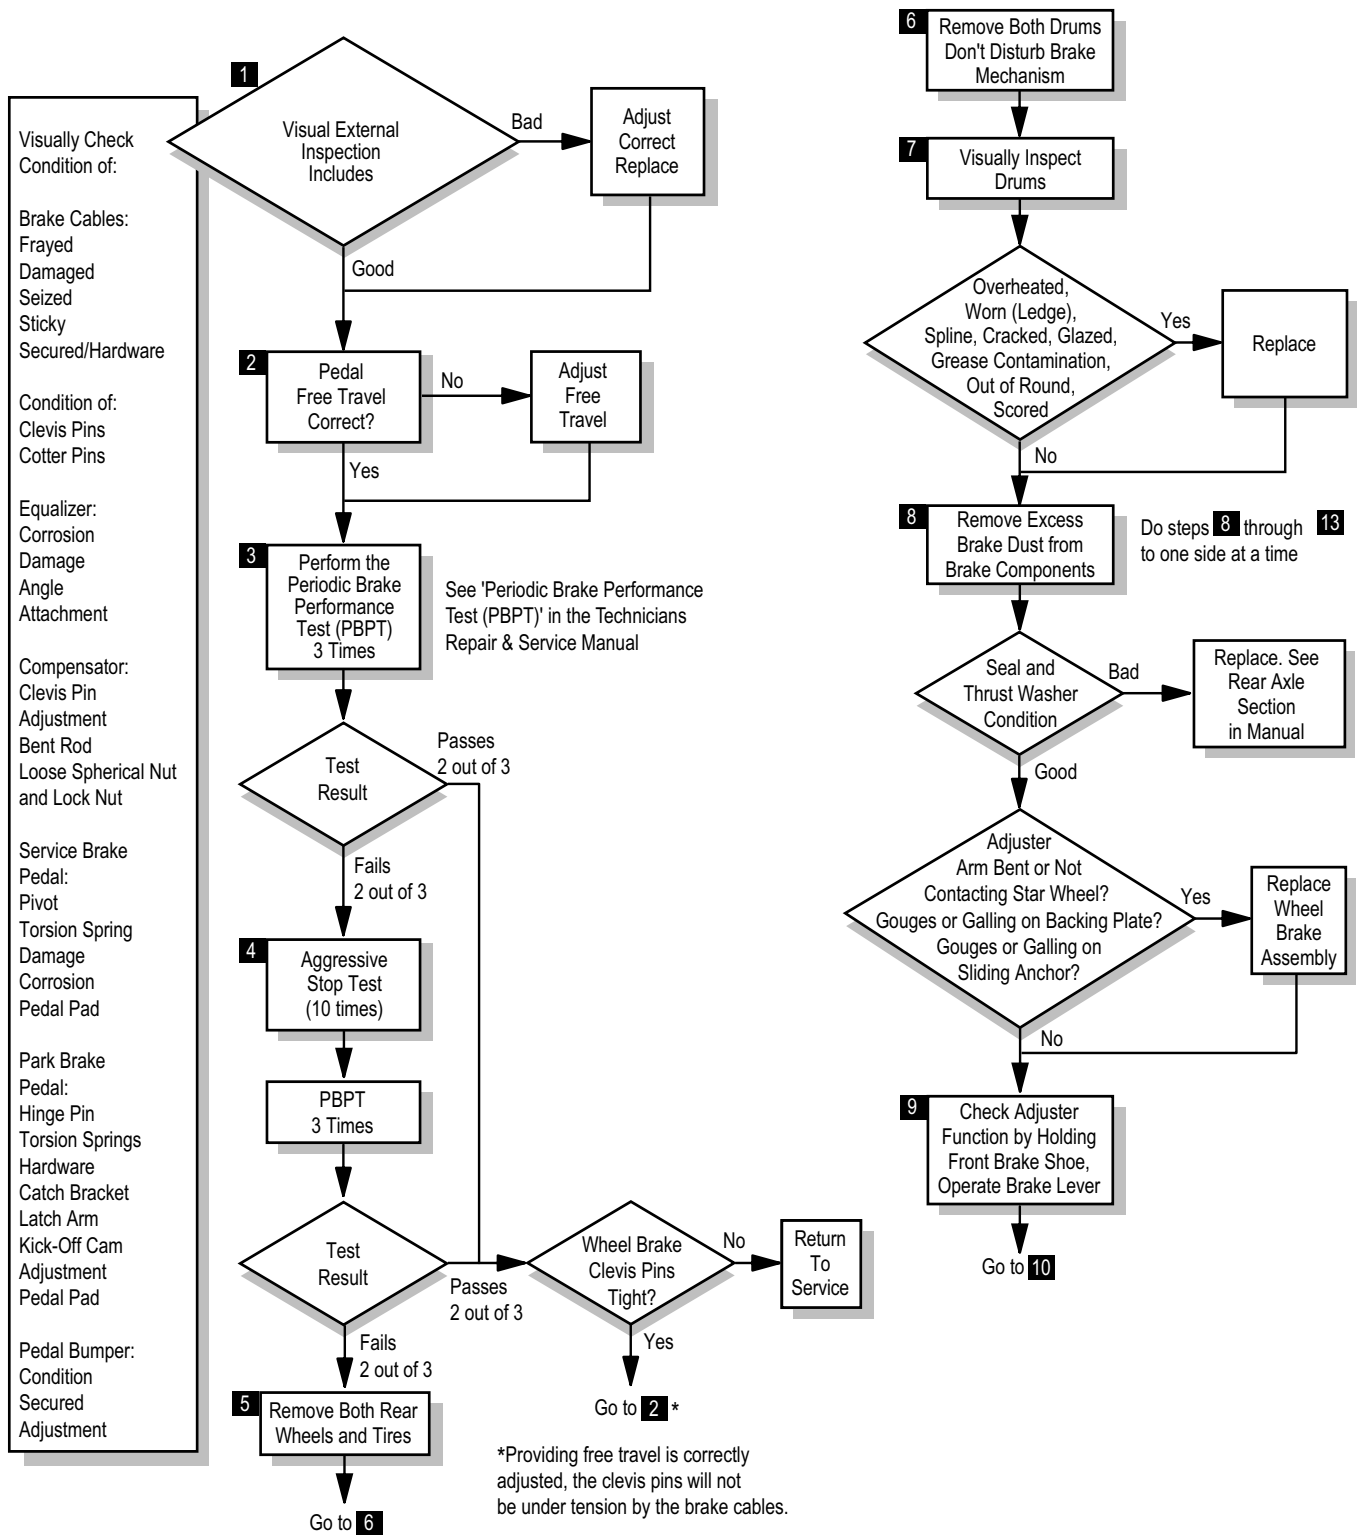 Visually Check
Condition of:
Brake Cables:
Frayed
Damaged
Seized
Sticky
Secured/Hardware
Condition of:
Clevis Pins
Cotter Pins
Equalizer:
Corrosion
Damage
Angle
Attachment
Compensator:
Clevis Pin
Adjustment
Bent Rod
Loose Spherical Nut
and Lock Nut
Service Brake
Pedal:
Pivot
Torsion Spring
Damage
Corrosion
Pedal Pad
Park Brake
Pedal:
Hinge Pin
Torsion Springs
Hardware
Catch Bracket
Latch Arm
Kick-Off Cam
Adjustment
Pedal Pad
Pedal Bumper:
Condition
Secured
Adjustment
1
Visual External
Inspection
Includes
Bad
Adjust
Correct
Replace
Good
2
Pedal
Free Travel
Correct?
No
Adjust
Free
Travel
Yes
3
Perform the
Periodic Brake
Performance
Test (PBPT)
3 Times
See 'Periodic Brake Performance
Test (PBPT)' in the Technicians
Repair & Service Manual
Test
Result
Passes
2 out of 3
Fails
2 out of 3
4
Aggressive
Stop Test
(10 times)
PBPT
3 Times
Test
Result
Passes
2 out of 3
Fails
2 out of 3
Wheel Brake
Clevis Pins
Tight?
No
Return
To
Service
Yes
Go to 2 *
*Providing free travel is correctly
adjusted, the clevis pins will not
be under tension by the brake cables.
5
Remove Both Rear
Wheels and Tires
Go to 6
6
Remove Both Drums
Don't Disturb Brake
Mechanism
7
Visually Inspect
Drums
Overheated,
Worn (Ledge),
Spline, Cracked, Glazed,
Grease Contamination,
Out of Round,
Scored
Yes
Replace
No
8
Remove Excess
Brake Dust from
Brake Components
Do steps 8 through 13
to one side at a time
Seal and
Thrust Washer
Condition
Bad
Replace. See
Rear Axle
Section
in Manual
Good
Adjuster
Arm Bent or Not
Contacting Star Wheel?
Gouges or Galling on Backing Plate?
Gouges or Galling on
Sliding Anchor?
Yes
Replace
Wheel
Brake
Assembly
No
9
Check Adjuster
Function by Holding
Front Brake Shoe,
Operate Brake Lever
Go to 10